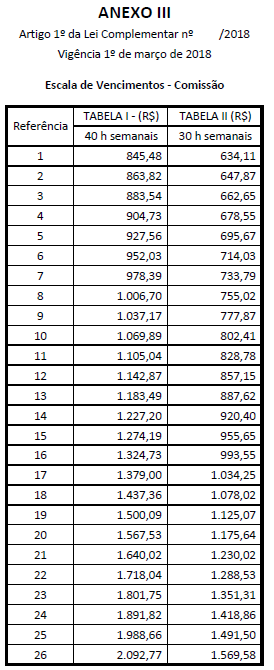 ANEXO III
Artigo 1º da Lei Complementar nº /2018
Vigência 1º de março de 2018
Escala de Vencimentos - Comissão
Referência TABELA I - (R$) TABELA II (R$)
40 h semanais 30 h semanais
1 845,48 634,11
2 863,82 647,87
3 883,54 662,65
4 904,73 678,55
5 927,56 695,67
6 952,03 714,03
7 978,39 733,79
8 1.006,70 755,02
9 1.037,17 777,87
10 1.069,89 802,41
11 1.105,04 828,78
12 1.142,87 857,15
13 1.183,49 887,62
14 1.227,20 920,40
15 1.274,19 955,65
16 1.324,73 993,55
17 1.379,00 1.034,25
18 1.437,36 1.078,02
19 1.500,09 1.125,07
20 1.567,53 1.175,64
21 1.640,02 1.230,02
22 1.718,04 1.288,53
23 1.801,75 1.351,31
24 1.891,82 1.418,86
25 1.988,66 1.491,50
26 2.092,77 1.569,58